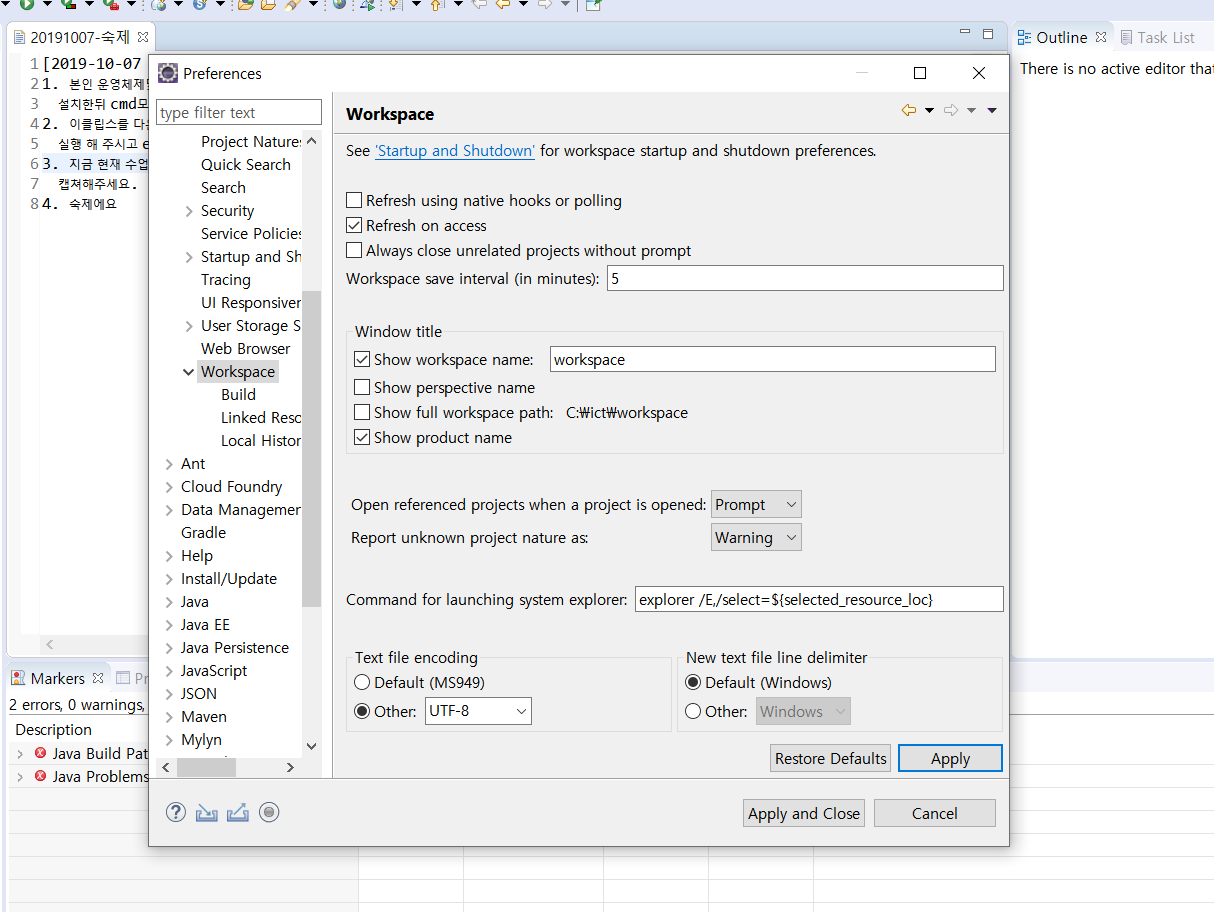 20191007-숙제
Outline
Task List
There is no active editor that
1 [2019-10-07
2 1. 본인 운영체제
3 설치한뒤 cmd모
4 2. 이클립스를 다운
5 실행 해 주시고 e
6 3. 지금 현재 수업
7 캡쳐해주세요.
8 4. 숙제에요
Preferences
type filter text
Project Natures
Quick Search
Search
Security
Service Policies
Startup and Sh
Tracing
UI Responsiver
User Storage S
Web Browser
Workspace
Build
Linked Reso
Local Histor
Ant
Cloud Foundry
Data Managemer
Gradle
Help
Install/Update
Java
Java EE
Java Persistence
JavaScript
JSON
Maven
Mylyn
Workspace
See 'Startup and Shutdown' for workspace startup and shutdown preferences.
Refresh using native hooks or polling
Refresh on access
Always close unrelated projects without prompt
Workspace save interval (in minutes): 5
Window title
Show workspace name: workspace
Show perspective name
Show full workspace path: C:₩ict₩workspace
Show product name
Open referenced projects when a project is opened: Prompt
Report unknown project nature as: Warning
Command for launching system explorer: explorer /E,/select=${selected_resource_loc}
Text file encoding
Default (MS949)
Other: UTF-8
New text file line delimiter
Default (Windows)
Other: Windows
Restore Defaults
Apply
Apply and Close
Cancel
Markers
Pr
2 errors, 0 warnings,
Description
Java Build Pat
Java Problems